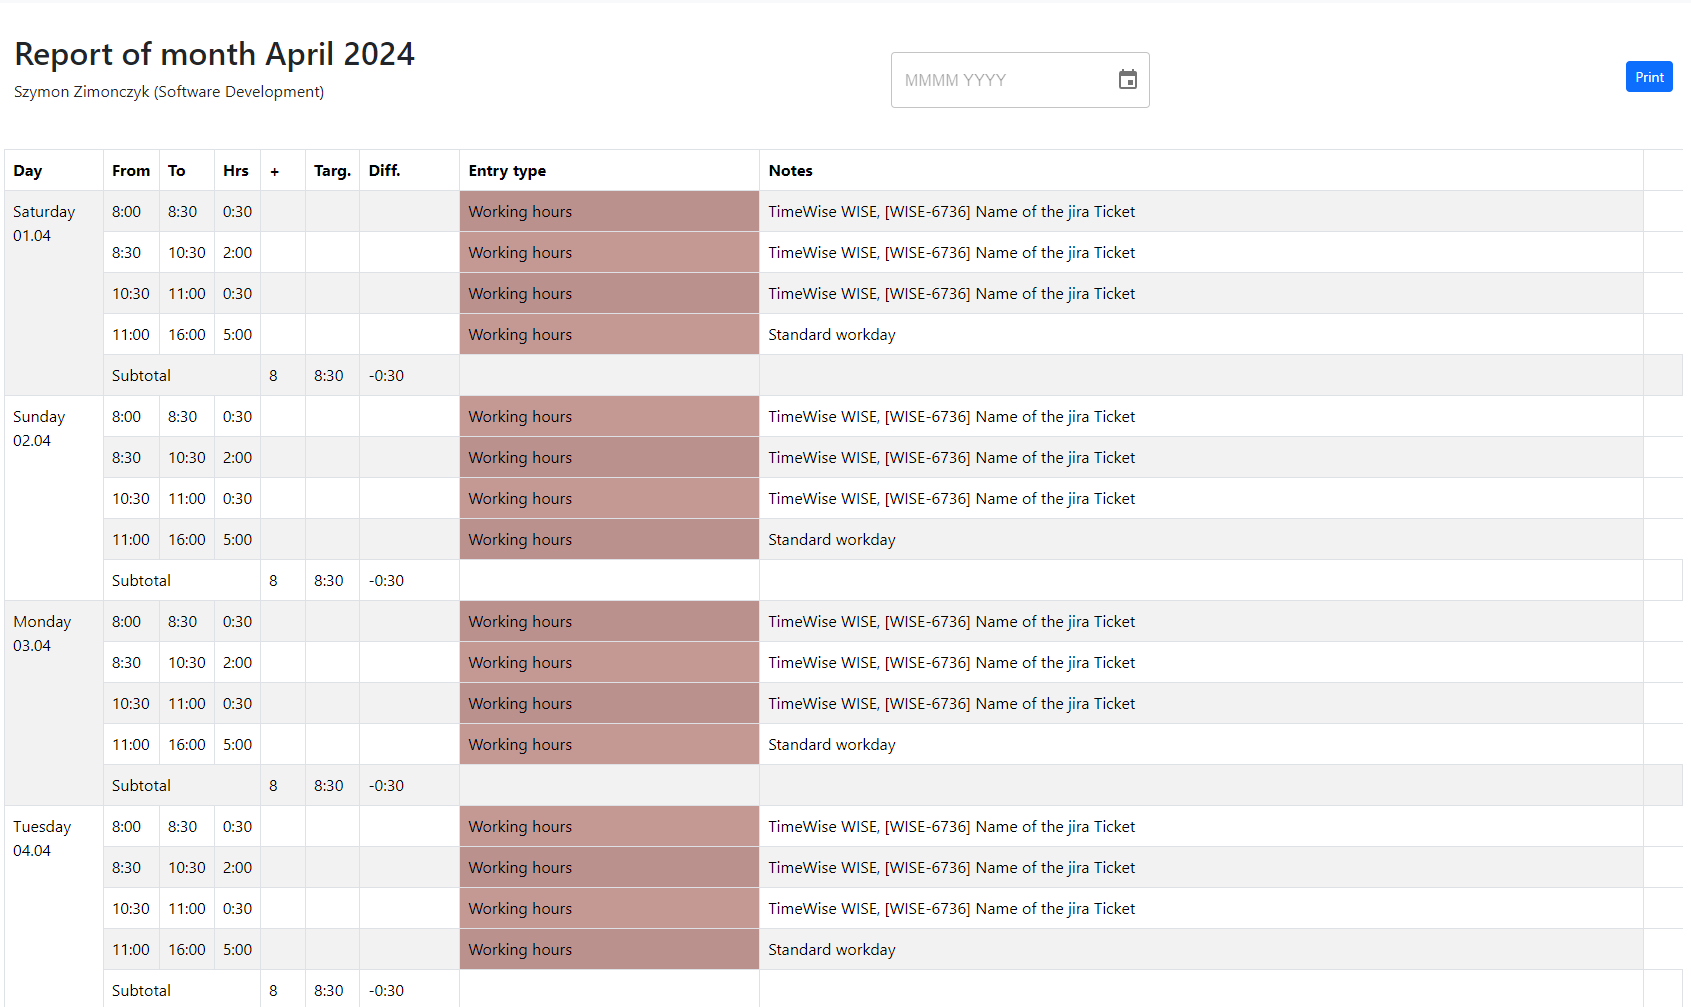 Report of month April 2024
Szymon Zimonczyk (Software Development)
MMMM YYYY
Print
Day From To Hrs + Targ. Diff. Entry type Notes
Saturday 8:00 8:30 0:30 Working hours TimeWise WISE, [WISE-6736] Name of the jira Ticket
01.04
8:30 10:30 2:00 Working hours TimeWise WISE, [WISE-6736] Name of the jira Ticket
10:30 11:00 0:30 Working hours TimeWise WISE, [WISE-6736] Name of the jira Ticket
11:00 16:00 5:00 Working hours Standard workday
Subtotal 8 8:30 -0:30
Sunday 8:00 8:30 0:30 Working hours TimeWise WISE, [WISE-6736] Name of the jira Ticket
02.04
8:30 10:30 2:00 Working hours TimeWise WISE, [WISE-6736] Name of the jira Ticket
10:30 11:00 0:30 Working hours TimeWise WISE, [WISE-6736] Name of the jira Ticket
11:00 16:00 5:00 Working hours Standard workday
Subtotal 8 8:30 -0:30
Monday 8:00 8:30 0:30 Working hours TimeWise WISE, [WISE-6736] Name of the jira Ticket
03.04
8:30 10:30 2:00 Working hours TimeWise WISE, [WISE-6736] Name of the jira Ticket
10:30 11:00 0:30 Working hours TimeWise WISE, [WISE-6736] Name of the jira Ticket
11:00 16:00 5:00 Working hours Standard workday
Subtotal 8 8:30 -0:30
Tuesday 8:00 8:30 0:30 Working hours TimeWise WISE, [WISE-6736] Name of the jira Ticket
04.04
8:30 10:30 2:00 Working hours TimeWise WISE, [WISE-6736] Name of the jira Ticket
10:30 11:00 0:30 Working hours TimeWise WISE, [WISE-6736] Name of the jira Ticket
11:00 16:00 5:00 Working hours Standard workday
Subtotal 8 8:30 -0:30